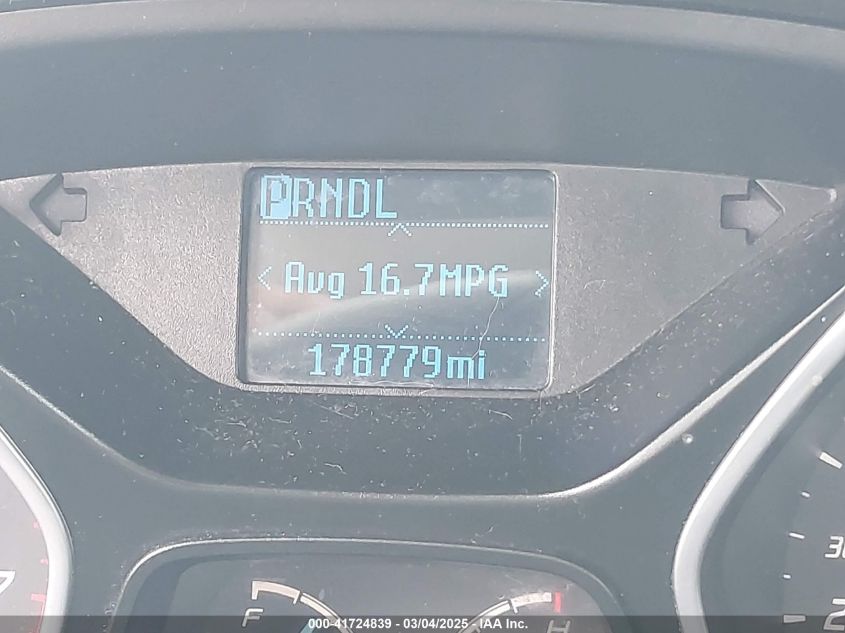 PRNDL
< Avg 16.7MPG >
178779mi
F
H
000-41724839 - 03/04/2025 - IAA Inc.